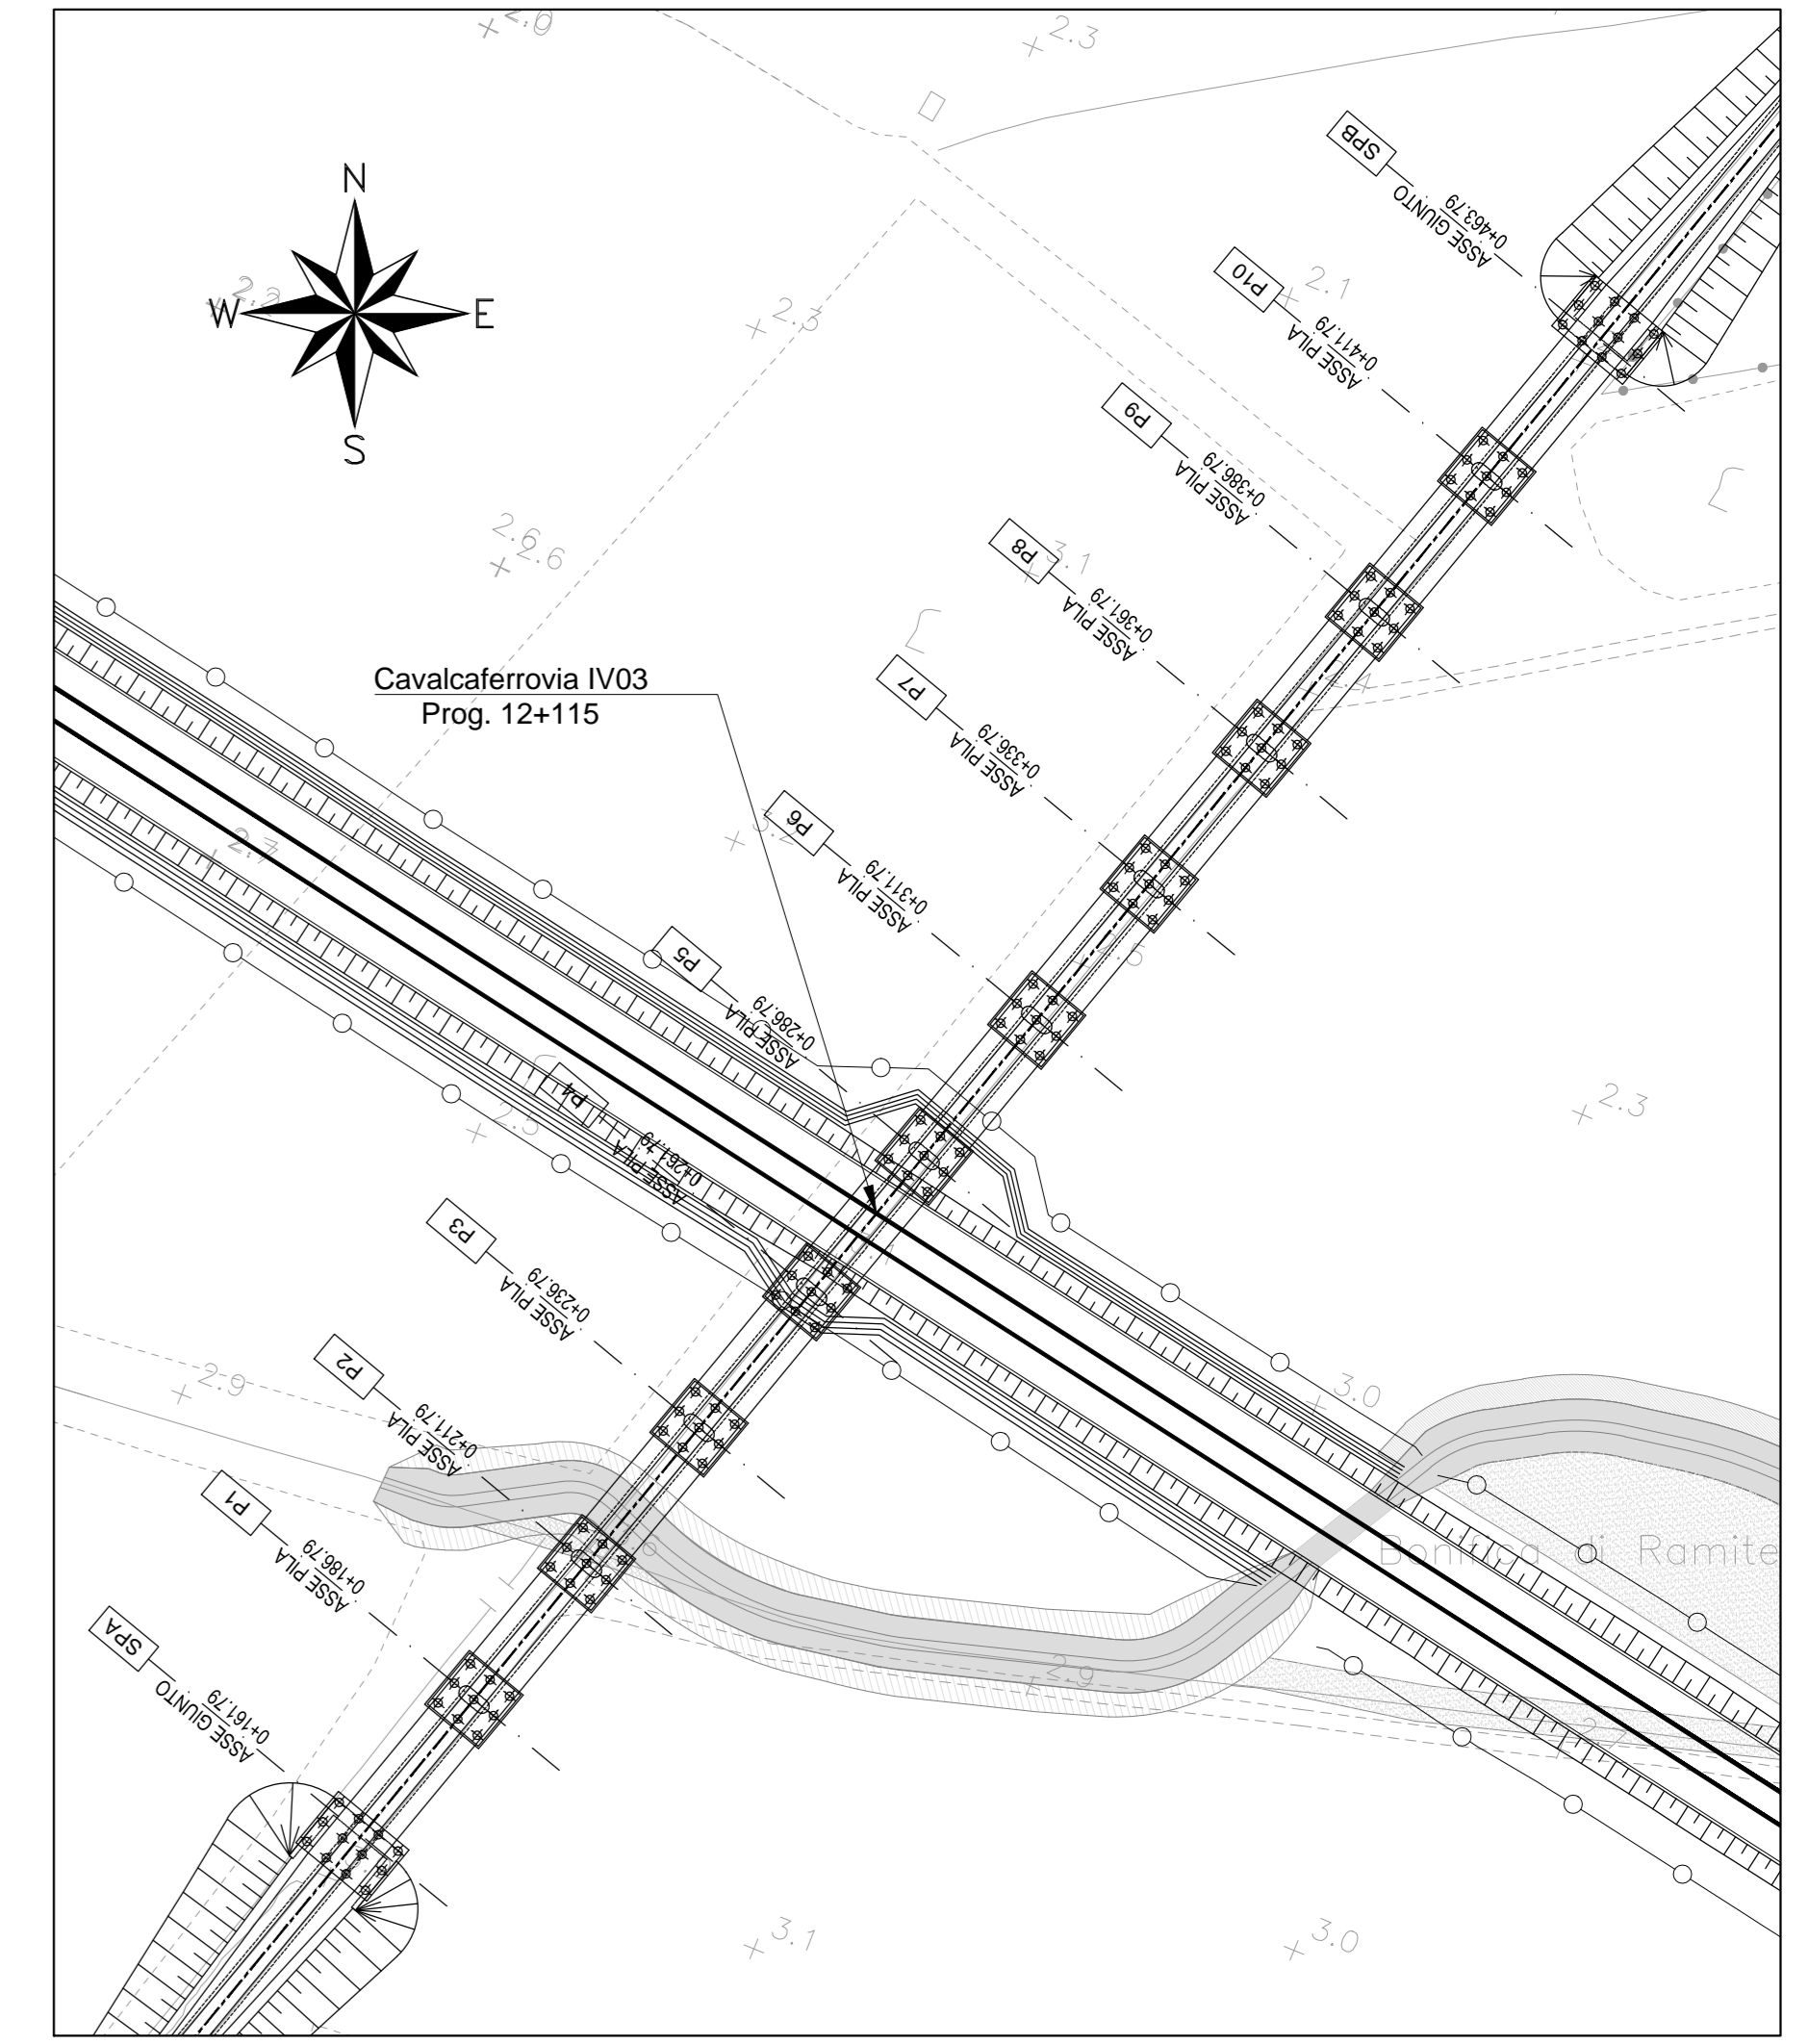 2.0
2.3
N
W
E
S
2.3
2.1
SPB
ASSE GIUNTO
0+463.79
P10
ASSE PILA
0+411.79
P9
ASSE PILA
0+386.79
2.6
2.6
P8
ASSE PILA
0+361.79
3.1
P7
ASSE PILA
0+336.79
Cavalcaferrovia IV03
Prog. 12+115
P6
ASSE PILA
0+311.79
3.2
2.7
P5
ASSE PILA
0+286.79
P4
ASSE PILA
0+261.79
2.3
P3
ASSE PILA
0+236.79
2.9
3.0
P2
ASSE PILA
0+211.79
P1
ASSE PILA
0+186.79
Bonifica di Ramite
2.9
SPA
ASSE GIUNTO
0+161.79
3.1
3.0